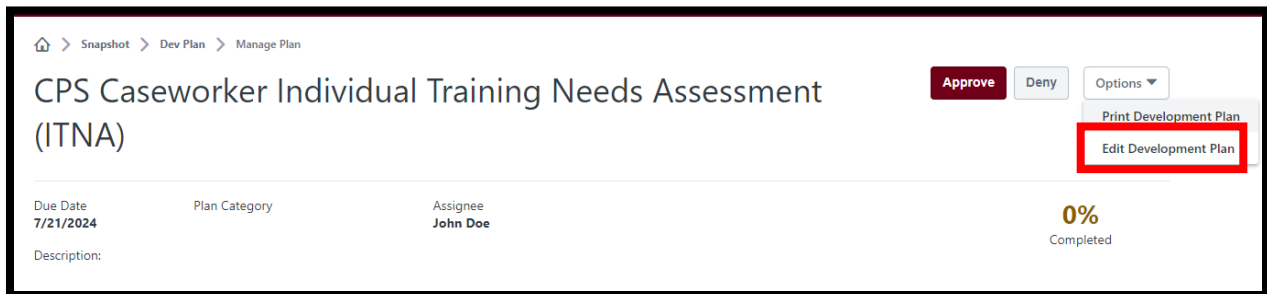 Snapshot Dev Plan Manage Plan
CPS Caseworker Individual Training Needs Assessment
(ITNA)
Approve Deny Options
Print Development Plan
Edit Development Plan
Due Date Plan Category Assignee
7/21/2024 John Doe
0%
Completed
Description: